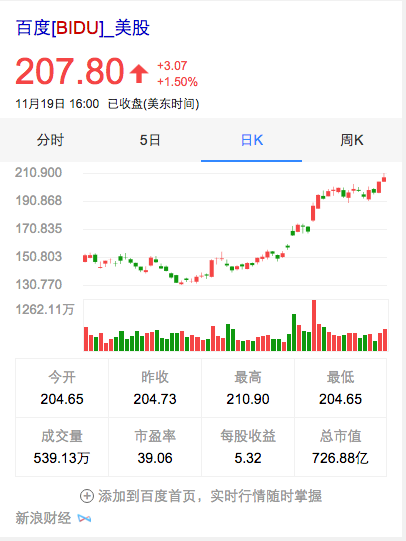 百度[BIDU]_美股
207.80 +3.07
+1.50%
11月19日 16:00 已收盘(美东时间)
分时 5日 日K 周K
210.900
190.868
170.835
150.803
130.770
1262.11万
今开 昨收 最高 最低
204.65 204.73 210.90 204.65
成交量 市盈率 每股收益 总市值
539.13万 39.06 5.32 726.88亿
添加到百度首页，实时行情随时掌握
新浪财经